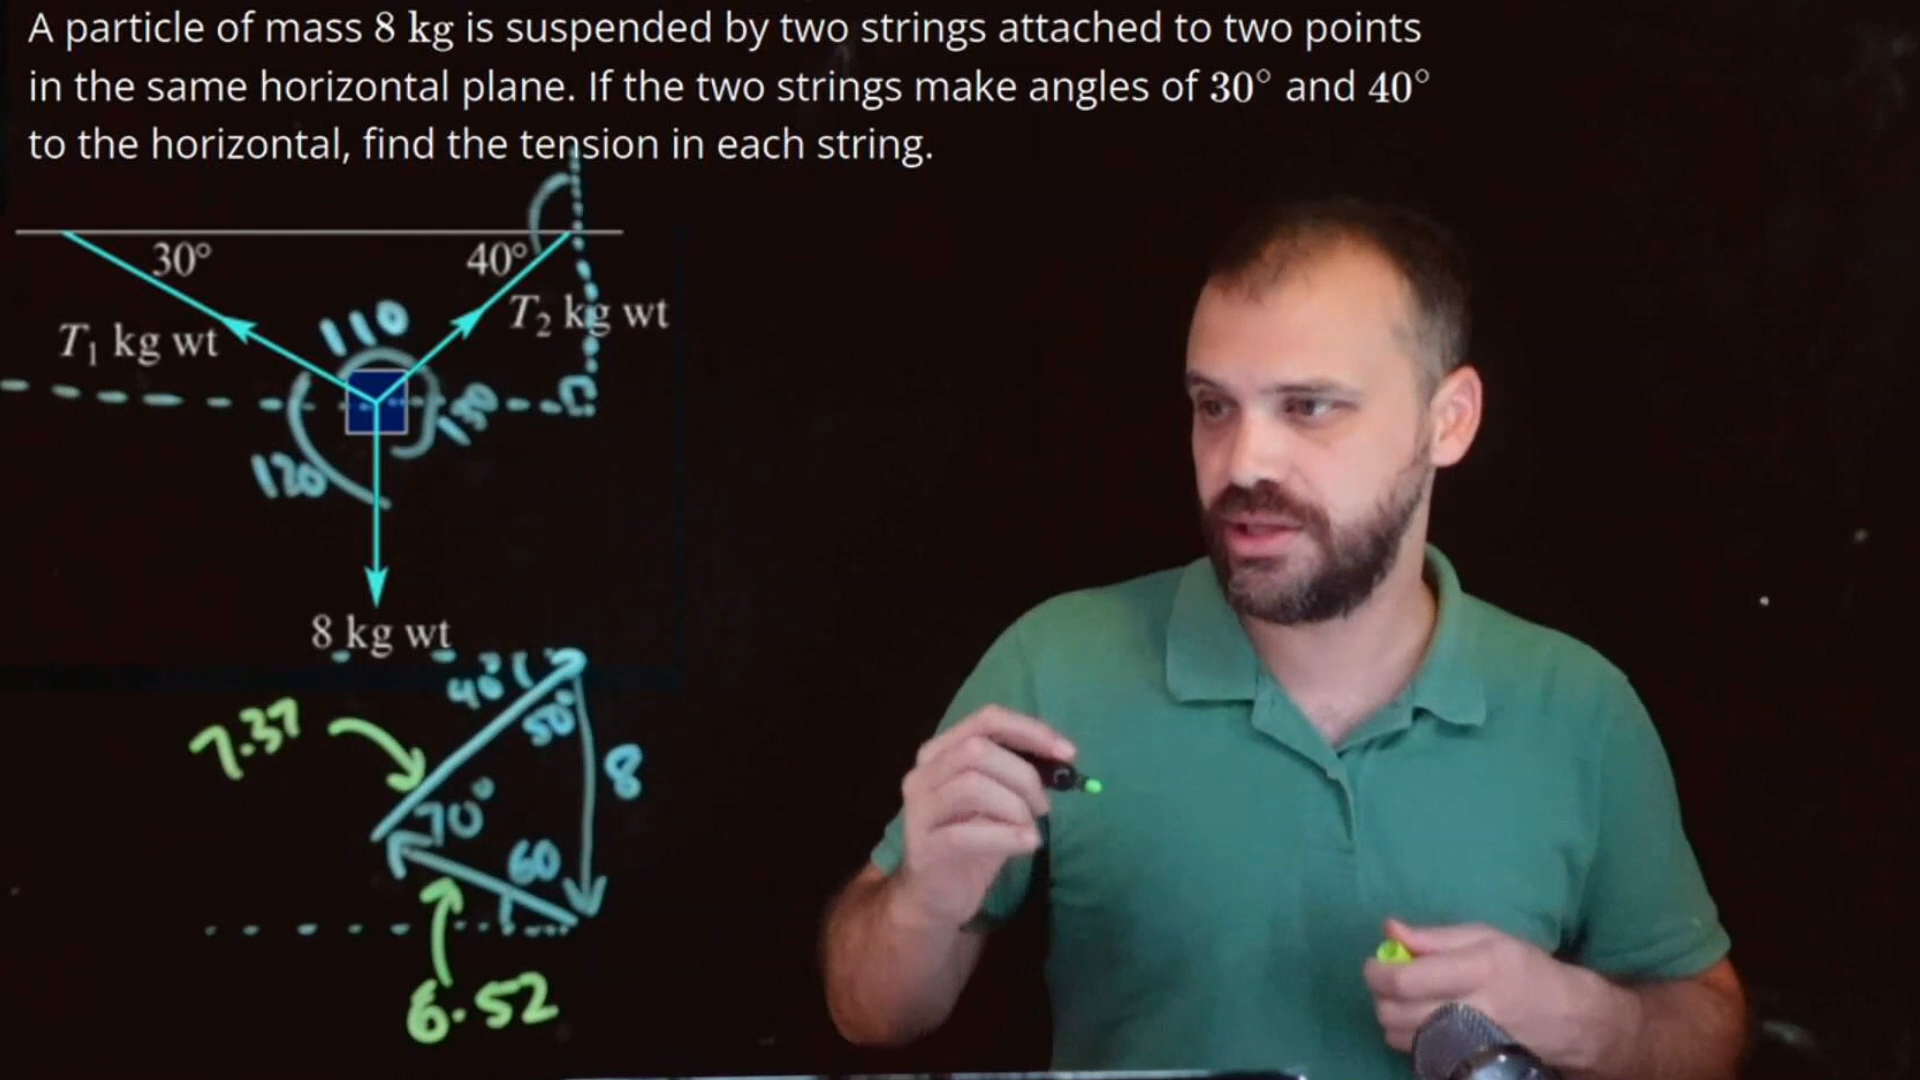 A particle of mass 8 kg is suspended by two strings attached to two points
in the same horizontal plane. If the two strings make angles of 30° and 40°
to the horizontal, find the tension in each string.
30°
40°
T₁ kg wt
T₂ kg wt
110
130
120
8 kg wt
40°
50°
7.37
8
70°
60
6.52